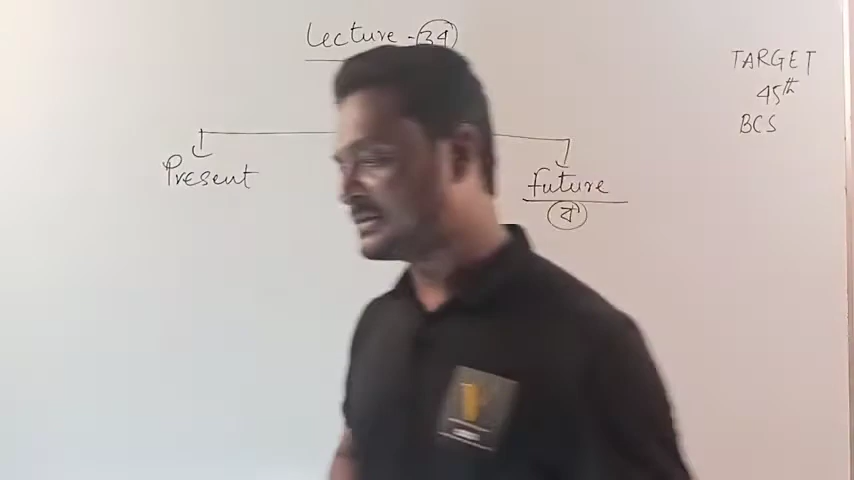 Lecture - 34
TARGET
45th
BCS
Present
Future
ব